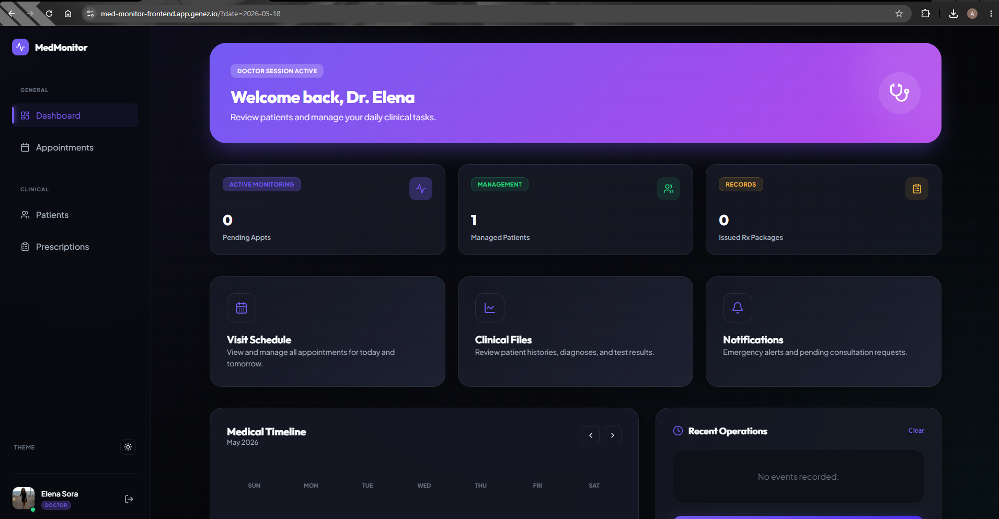 med-monitor-frontend.app.genez.io/?date=2026-05-18
A
MedMonitor
GENERAL
Dashboard
Appointments
CLINICAL
Patients
Prescriptions
THEME
Elena Sora
DOCTOR
DOCTOR SESSION ACTIVE
Welcome back, Dr. Elena
Review patients and manage your daily clinical tasks.
ACTIVE MONITORING
0
Pending Appts
MANAGEMENT
1
Managed Patients
RECORDS
0
Issued Rx Packages
Visit Schedule
View and manage all appointments for today and
tomorrow.
Clinical Files
Review patient histories, diagnoses, and test results.
Notifications
Emergency alerts and pending consultation requests.
Medical Timeline
May 2026
SUN MON TUE WED THU FRI SAT
Recent Operations
Clear
No events recorded.